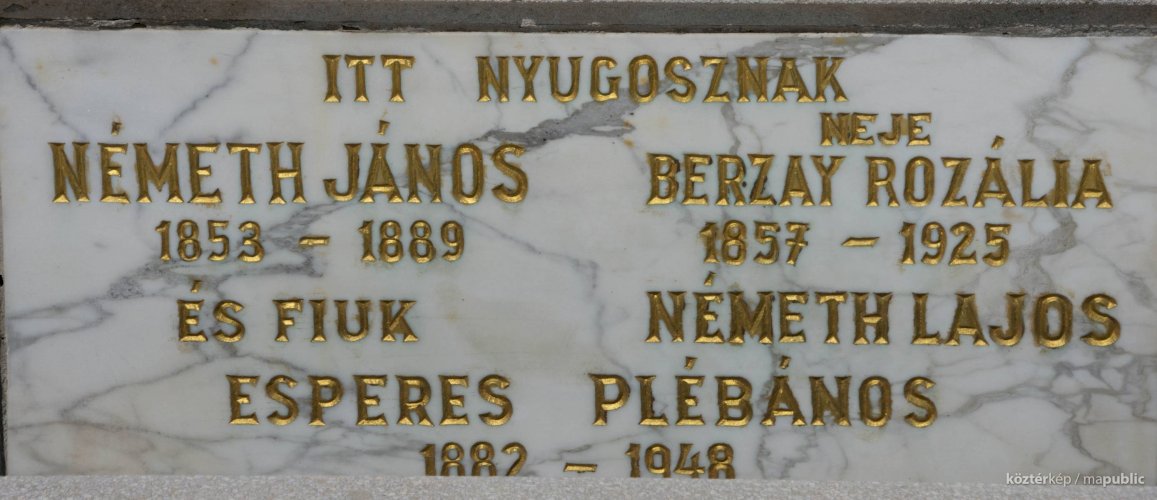 ITT NYUGOSZNAK
NEJE
NÉMETH JÁNOS BERZAY ROZÁLIA
1853 – 1889 1857 – 1925
ÉS FIUK NÉMETH LAJOS
ESPERES PLÉBÁNOS
1882 – 1948
köztérkép / mapublic